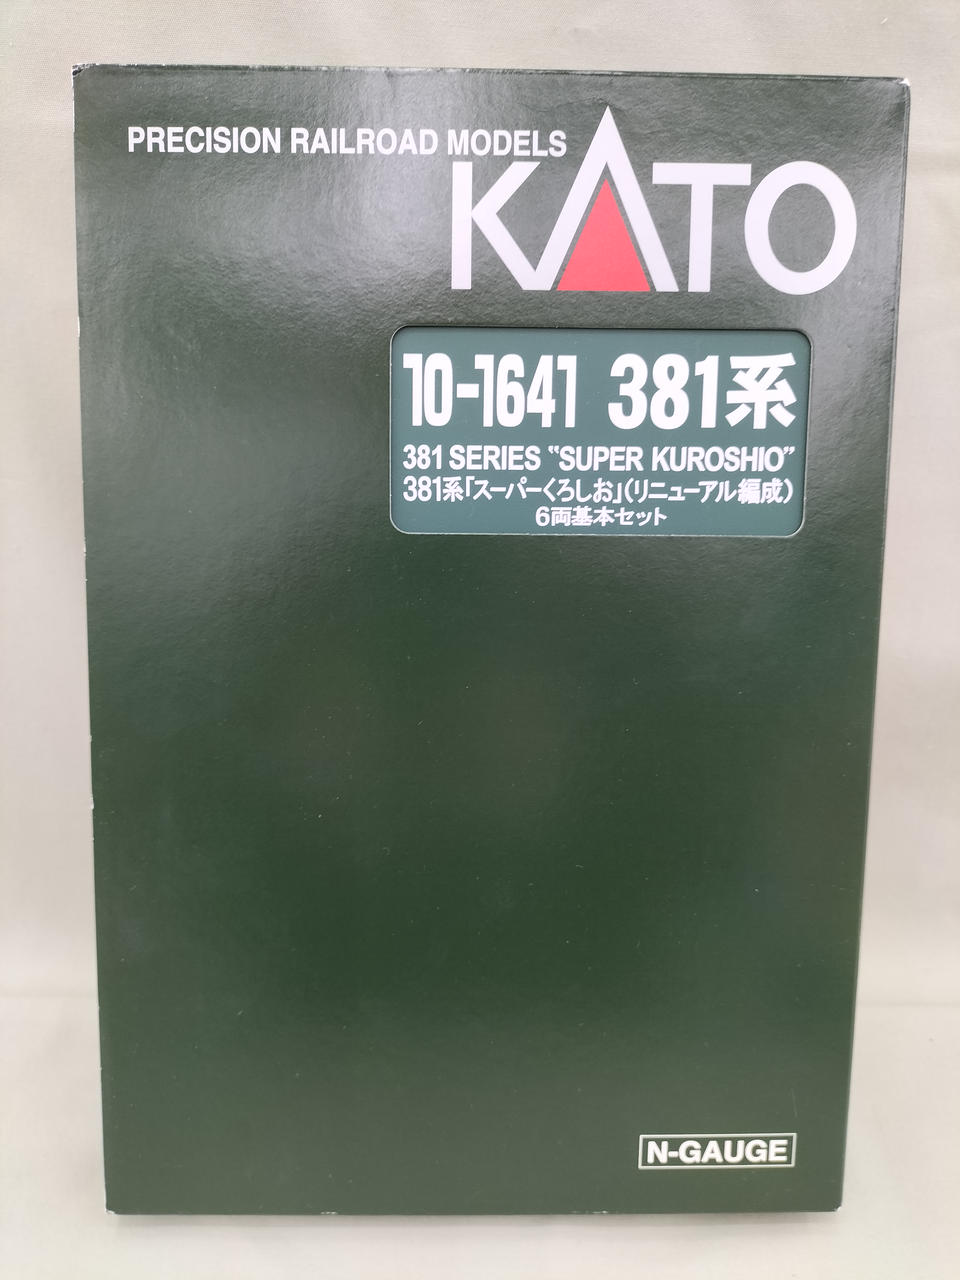 PRECISION RAILROAD MODELS
KATO
10-1641 381系
381 SERIES “SUPER KUROSHIO”
381系「スーパーくろしお」(リニューアル編成)
6両基本セット
N-GAUGE